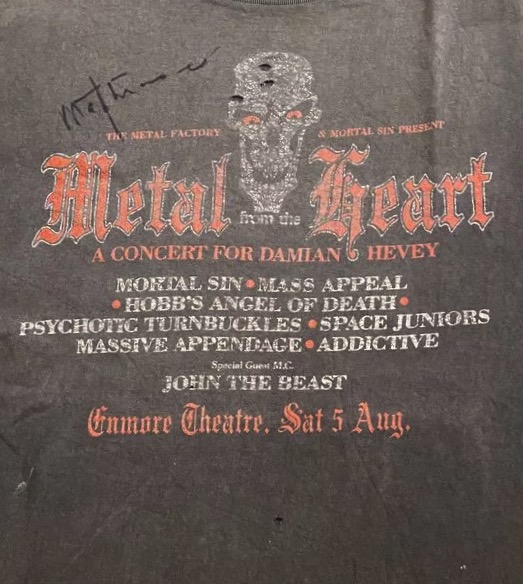 THE METAL FACTORY & MORTAL SIN PRESENT
Metal from the Heart
A CONCERT FOR DAMIAN HEVEY
MORTAL SIN • MASS APPEAL
• HOBB'S ANGEL OF DEATH •
PSYCHOTIC TURNBUCKLES • SPACE JUNIORS
MASSIVE APPENDAGE • ADDICTIVE
Special Guest M.C.
JOHN THE BEAST
Enmore Theatre. Sat 5 Aug.